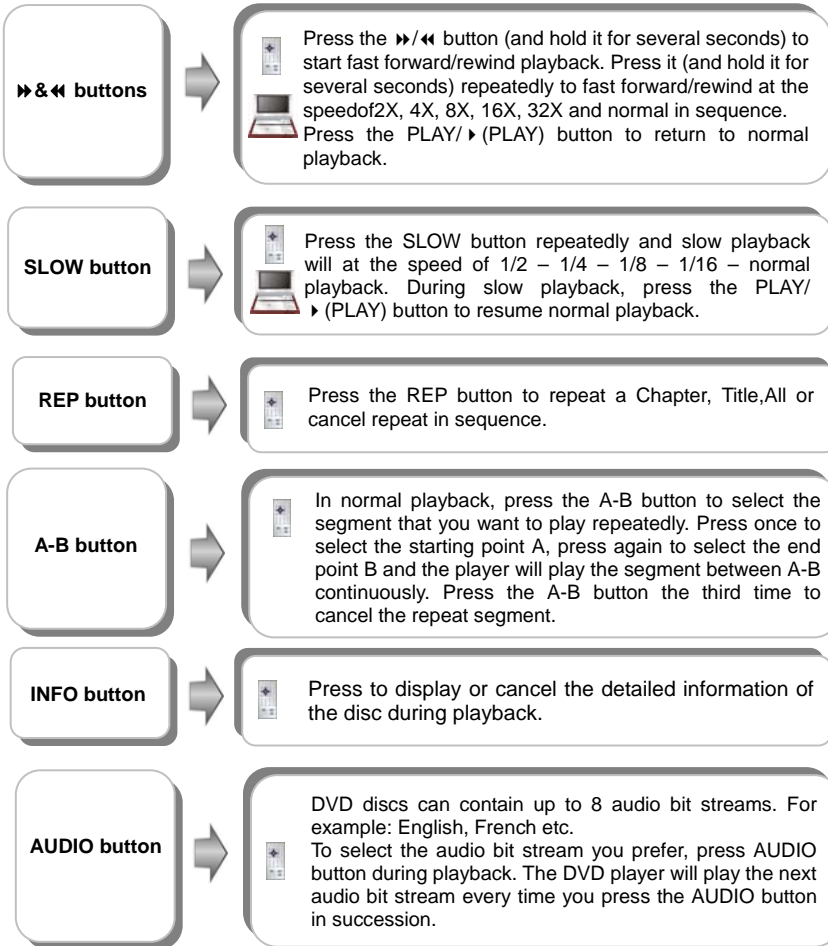 ⏩&⏪ buttons
Press the ⏩/⏪ button (and hold it for several seconds) to
start fast forward/rewind playback. Press it (and hold it for
several seconds) repeatedly to fast forward/rewind at the
speedof2X, 4X, 8X, 16X, 32X and normal in sequence.
Press the PLAY/⏵(PLAY) button to return to normal
playback.
SLOW button
Press the SLOW button repeatedly and slow playback
will at the speed of 1/2 – 1/4 – 1/8 – 1/16 – normal
playback. During slow playback, press the PLAY/
⏵(PLAY) button to resume normal playback.
REP button
Press the REP button to repeat a Chapter, Title,All or
cancel repeat in sequence.
A-B button
In normal playback, press the A-B button to select the
segment that you want to play repeatedly. Press once to
select the starting point A, press again to select the end
point B and the player will play the segment between A-B
continuously. Press the A-B button the third time to
cancel the repeat segment.
INFO button
Press to display or cancel the detailed information of
the disc during playback.
AUDIO button
DVD discs can contain up to 8 audio bit streams. For
example: English, French etc.
To select the audio bit stream you prefer, press AUDIO
button during playback. The DVD player will play the next
audio bit stream every time you press the AUDIO button
in succession.